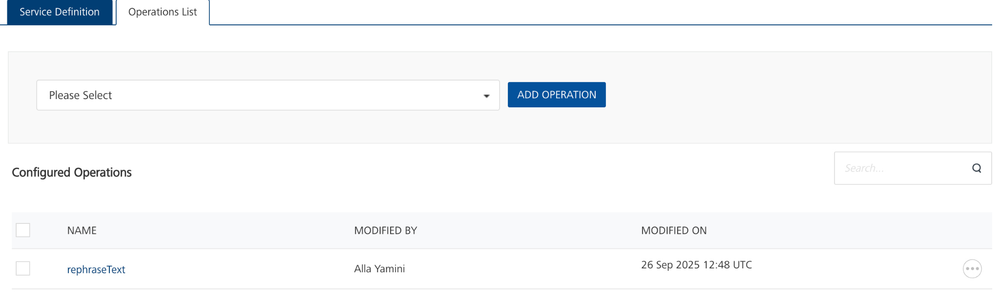 Service Definition Operations List
Please Select ADD OPERATION
Configured Operations Search...
NAME MODIFIED BY MODIFIED ON
rephraseText Alla Yamini 26 Sep 2025 12:48 UTC